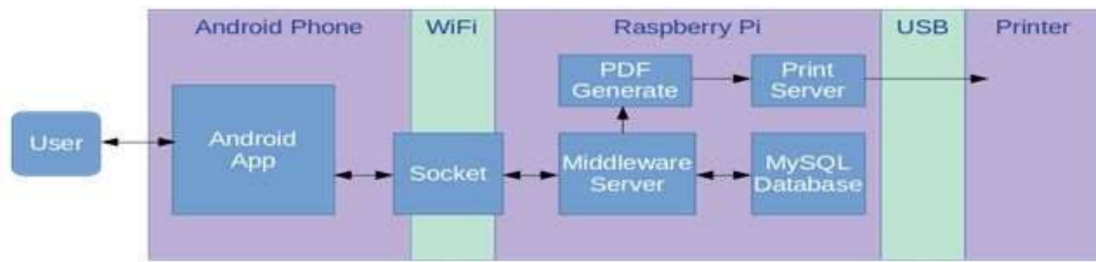 Android Phone
WiFi
Raspberry Pi
USB
Printer
PDF
Generate
Print
Server
User
Android
App
Socket
Middleware
Server
MySQL
Database